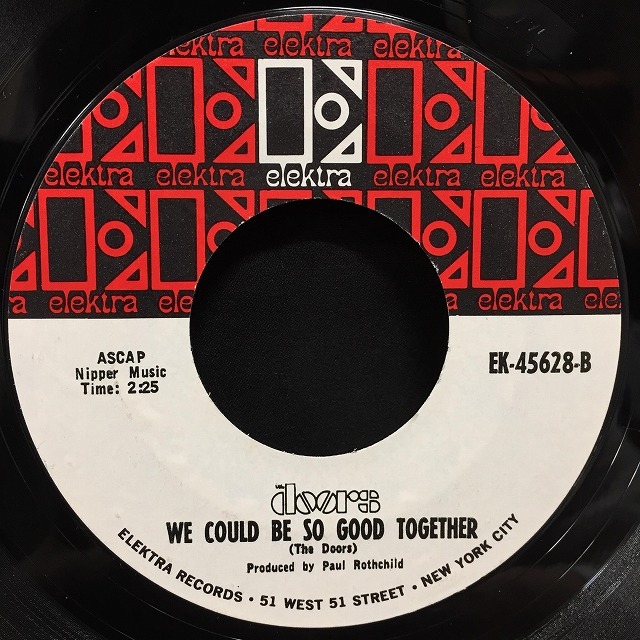 elektra elektra elektra
elektra elektra elektra elektra elektra
elektra elektra elektra elektra
ASCAP
Nipper Music
Time: 2:25
EK-45628-B
the doors
WE COULD BE SO GOOD TOGETHER
(The Doors)
Produced by Paul Rothchild
ELEKTRA RECORDS · 51 WEST 51 STREET · NEW YORK CITY